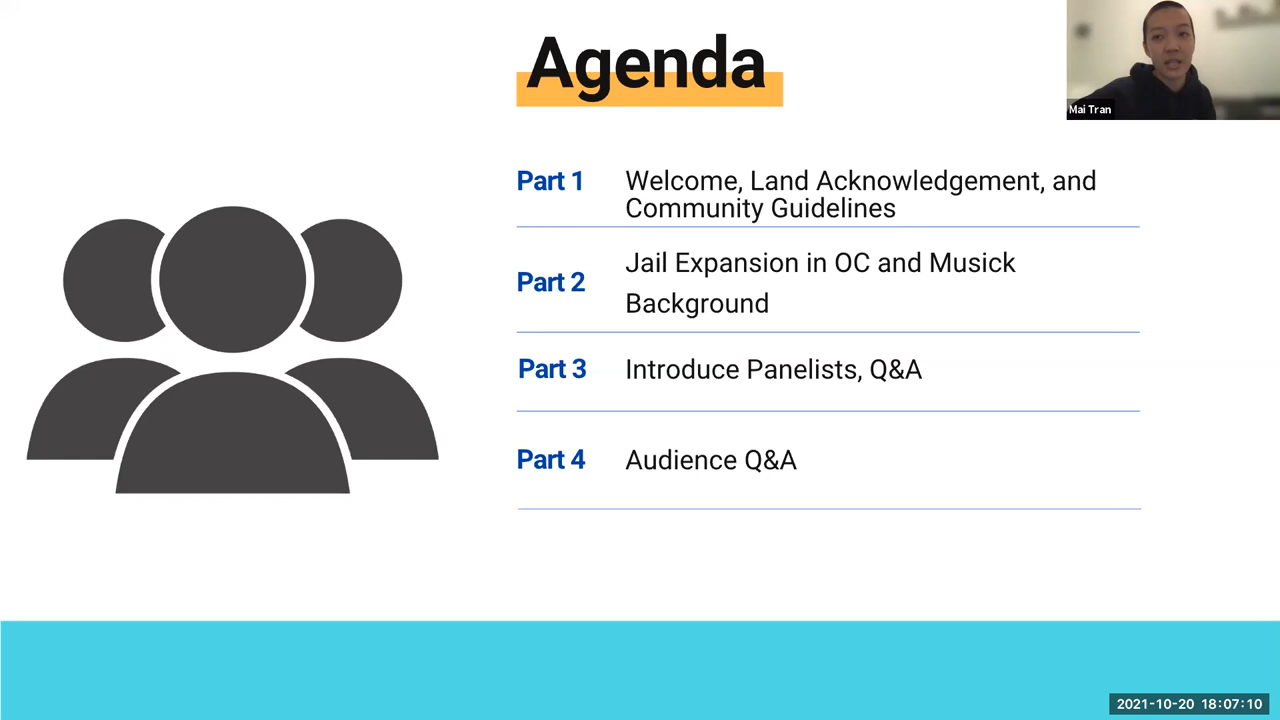 Agenda
Mai Tran
Part 1
Welcome, Land Acknowledgement, and
Community Guidelines
Part 2
Jail Expansion in OC and Musick
Background
Part 3
Introduce Panelists, Q&A
Part 4
Audience Q&A
2021-10-20 18:07:10